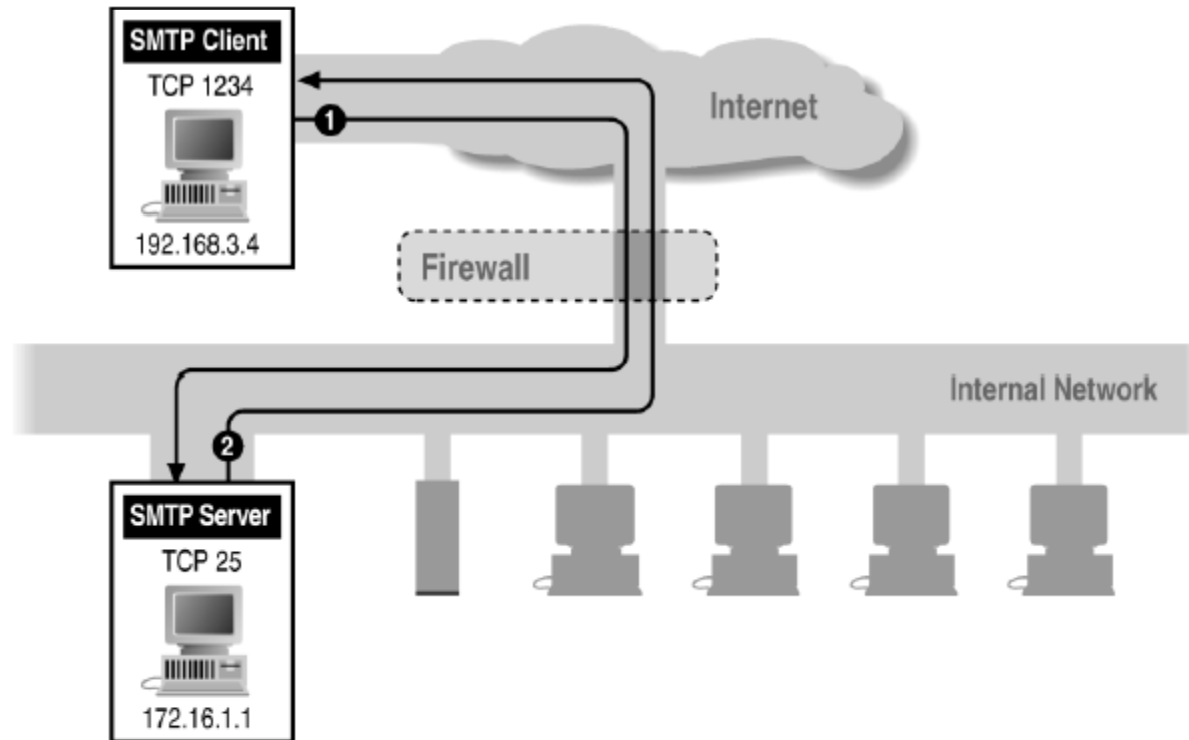 SMTP Client
TCP 1234
192.168.3.4
1
Internet
Firewall
Internal Network
2
SMTP Server
TCP 25
172.16.1.1